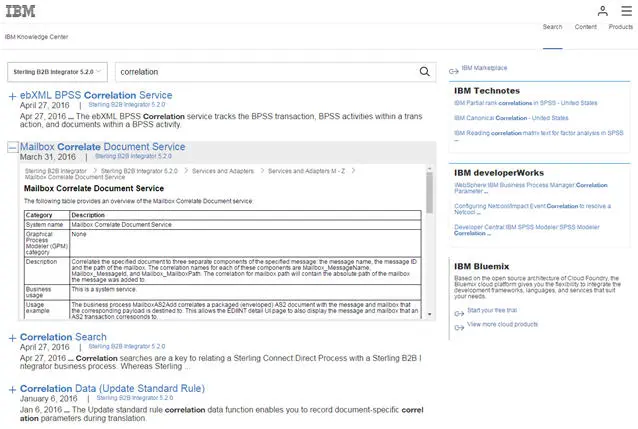 IBM
IBM Knowledge Center
Search Content Products
Sterling B2B Integrator 5.2.0
correlation
ebXML BPSS Correlation Service
April 27, 2016 | Sterling B2B Integrator 5.2.0
Apr 27, 2016 ... The ebXML BPSS Correlation service tracks the BPSS transaction, BPSS activities within a trans
action, and documents within a BPSS activity.
Mailbox Correlate Document Service
March 31, 2016 | Sterling B2B Integrator 5.2.0
Sterling B2B Integrator > Sterling B2B Integrator 5.2.0 > Services and Adapters > Services and Adapters M - Z >
Mailbox Correlate Document Service
Mailbox Correlate Document Service
The following table provides an overview of the Mailbox Correlate Document service:
Category Description
System name Mailbox Correlate Document Service
Graphical None
Process
Modeler (GPM)
category
Description Correlates the specified document to three separate components of the specified message: the message name, the message ID
and the path of the mailbox. The correlation names for each of these components are Mailbox_MessageName,
Mailbox_MessageId, and Mailbox_MailboxPath. The correlation for mailbox path will contain the absolute path of the mailbox
the message was added to.
Business This is a system service.
usage
Usage The business process MailboxAS2Add correlates a packaged (enveloped) AS2 document with the message and mailbox that
example the corresponding payload is destined to. This allows the EDIINT detail UI page to also display the message and mailbox that an
AS2 transaction corresponds to.
Correlation Search
April 27, 2016 | Sterling B2B Integrator 5.2.0
Apr 27, 2016 ... Correlation searches are a key to relating a Sterling Connect:Direct Process with a Sterling B2B I
ntegrator business process. Whereas Sterling ...
Correlation Data (Update Standard Rule)
January 6, 2016 | Sterling B2B Integrator 5.2.0
Jan 6, 2016 ... The Update standard rule correlation data function enables you to record document-specific correl
ation parameters during translation.
IBM Marketplace
IBM Technotes
IBM Partial rank correlations in SPSS - United States
IBM Canonical Correlation - United States
IBM Reading correlation matrix text for factor analysis in SPSS
...
IBM developerWorks
WebSphere:IBM Business Process Manager:Correlation
Parameter ...
Configuring Netcool/Impact Event Correlation to resolve a
Netcool ...
Developer Central:IBM SPSS Modeler SPSS Modeler
Correlation ...
IBM Bluemix
Based on the open source architecture of Cloud Foundry, the
Bluemix cloud platform gives you the flexibility to integrate the
development frameworks, languages, and services that suit
your needs.
Start your free trial
View more cloud products